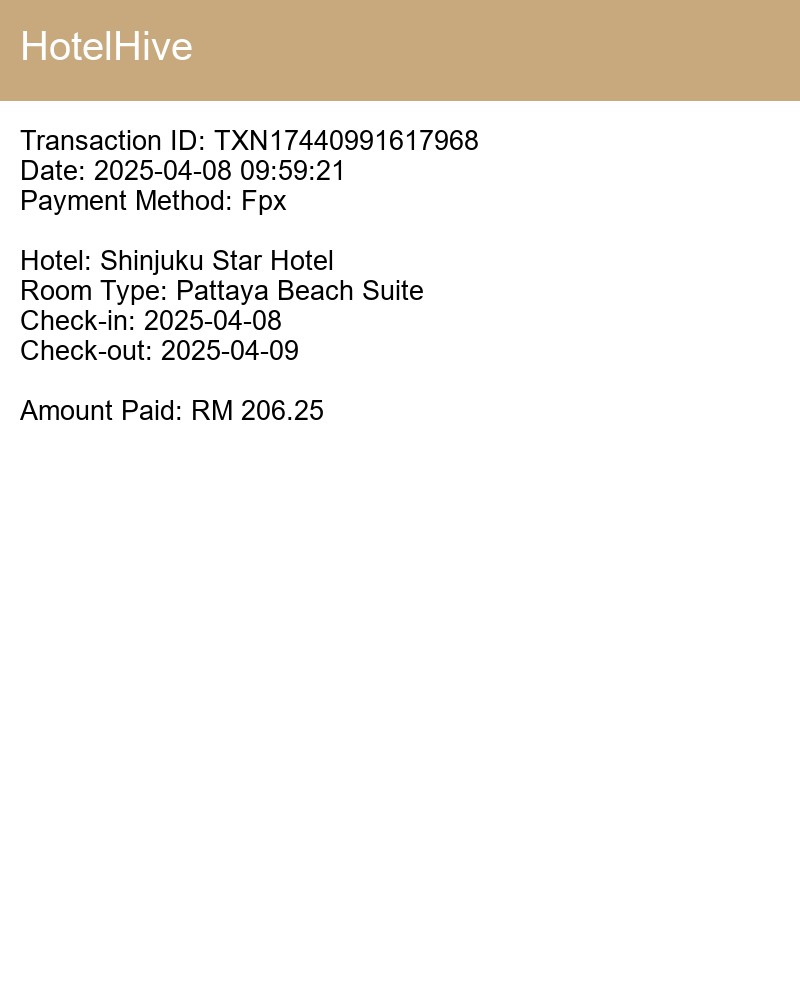 HotelHive
Transaction ID: TXN17440991617968
Date: 2025-04-08 09:59:21
Payment Method: Fpx
Hotel: Shinjuku Star Hotel
Room Type: Pattaya Beach Suite
Check-in: 2025-04-08
Check-out: 2025-04-09
Amount Paid: RM 206.25